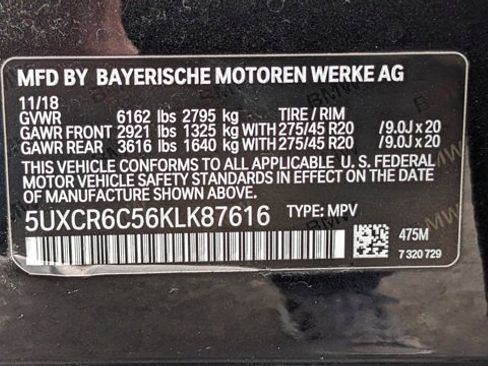 MFD BY BAYERISCHE MOTOREN WERKE AG
11/18
GVWR 6162 lbs 2795 kg TIRE / RIM
GAWR FRONT 2921 lbs 1325 kg WITH 275/45 R20 /9.0J x 20
GAWR REAR 3616 lbs 1640 kg WITH 275/45 R20 /9.0J x 20
THIS VEHICLE CONFORMS TO ALL APPLICABLE U. S. FEDERAL
MOTOR VEHICLE SAFETY STANDARDS IN EFFECT ON THE DATE
OF MANUFACTURE SHOWN ABOVE.
5UXCR6C56KLK87616 TYPE: MPV
475M
7 320 729